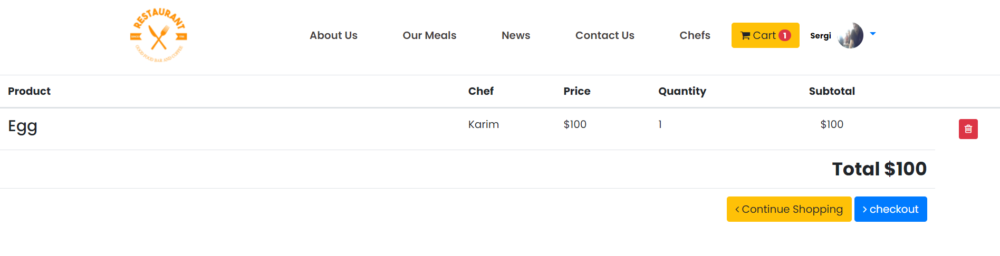 RESTAURANT
SINCE
GOOD FOOD BAR AND COFFEE
About Us Our Meals News Contact Us Chefs Cart 1 Sergi
Product Chef Price Quantity Subtotal
Egg Karim $100 1 $100
Total $100
Continue Shopping checkout